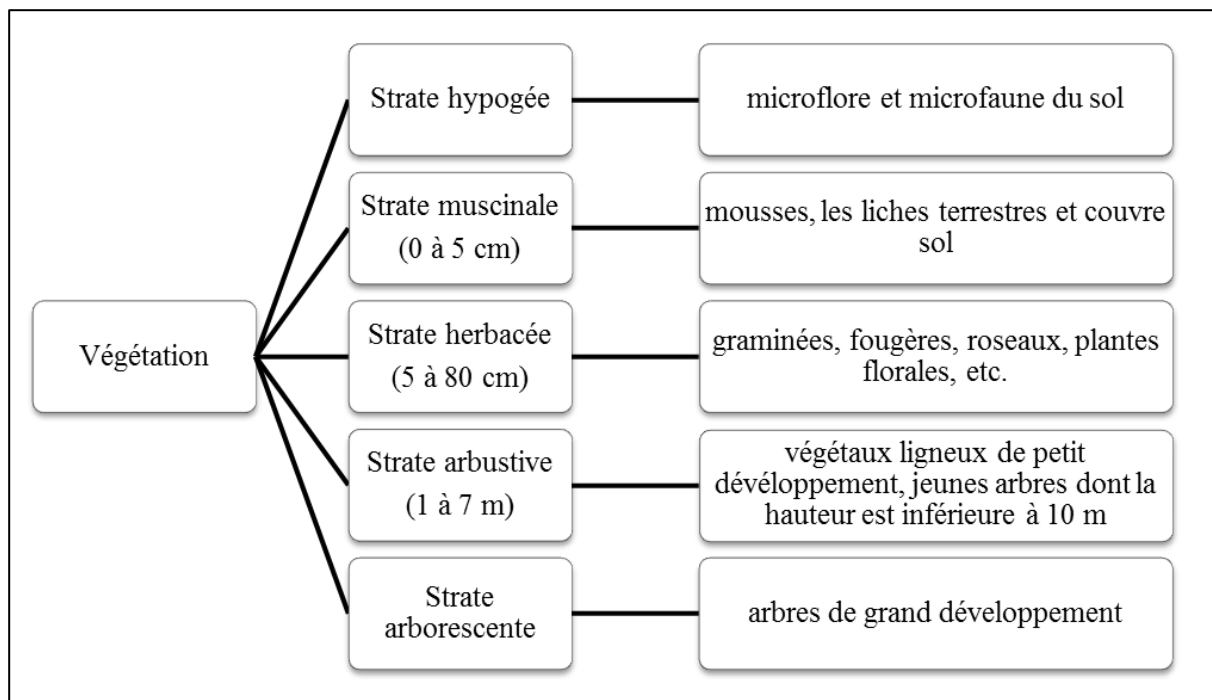 Végétation
Strate hypogée
microflore et microfaune du sol
Strate muscinale
(0 à 5 cm)
mousses, les liches terrestres et couvre
sol
Strate herbacée
(5 à 80 cm)
graminées, fougères, roseaux, plantes
florales, etc.
Strate arbustive
(1 à 7 m)
végétaux ligneux de petit
dévéloppement, jeunes arbres dont la
hauteur est inférieure à 10 m
Strate
arborescente
arbres de grand développement